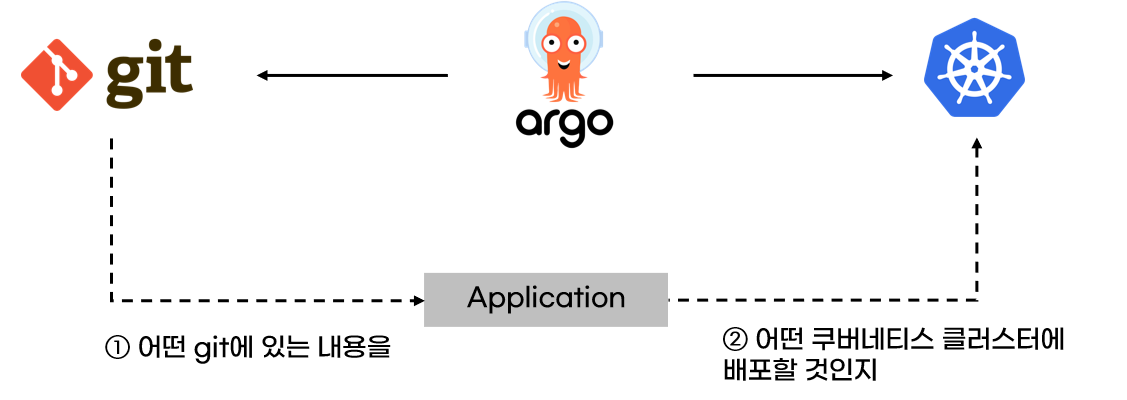 git
argo
Application
① 어떤 git에 있는 내용을
② 어떤 쿠버네티스 클러스터에
배포할 것인지